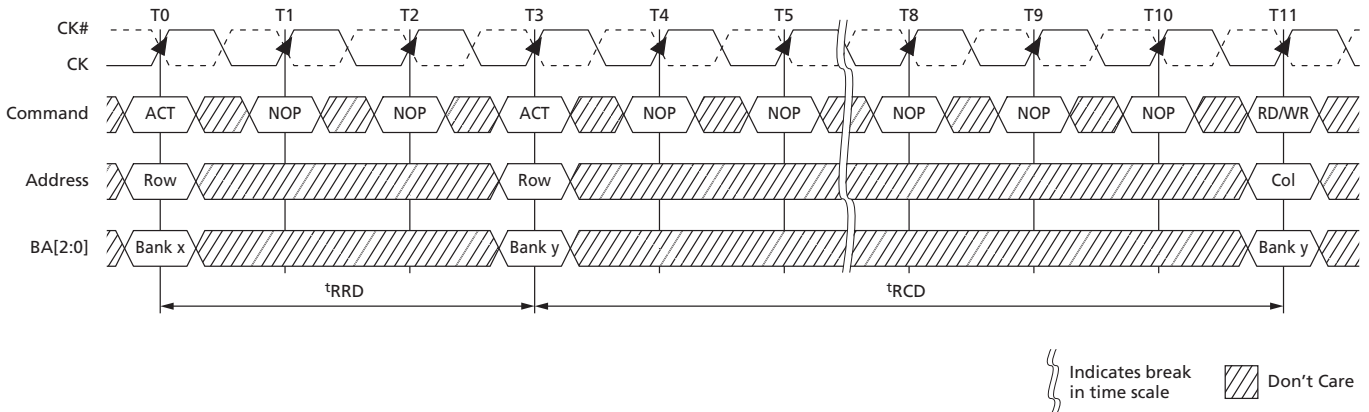 T0 T1 T2 T3 T4 T5 T8 T9 T10 T11
CK#
CK
Command ACT NOP NOP ACT NOP NOP NOP NOP NOP RD/WR
Address Row Row Col
BA[2:0] Bank x Bank y Bank y
tRRD tRCD
Indicates break
in time scale
Don't Care